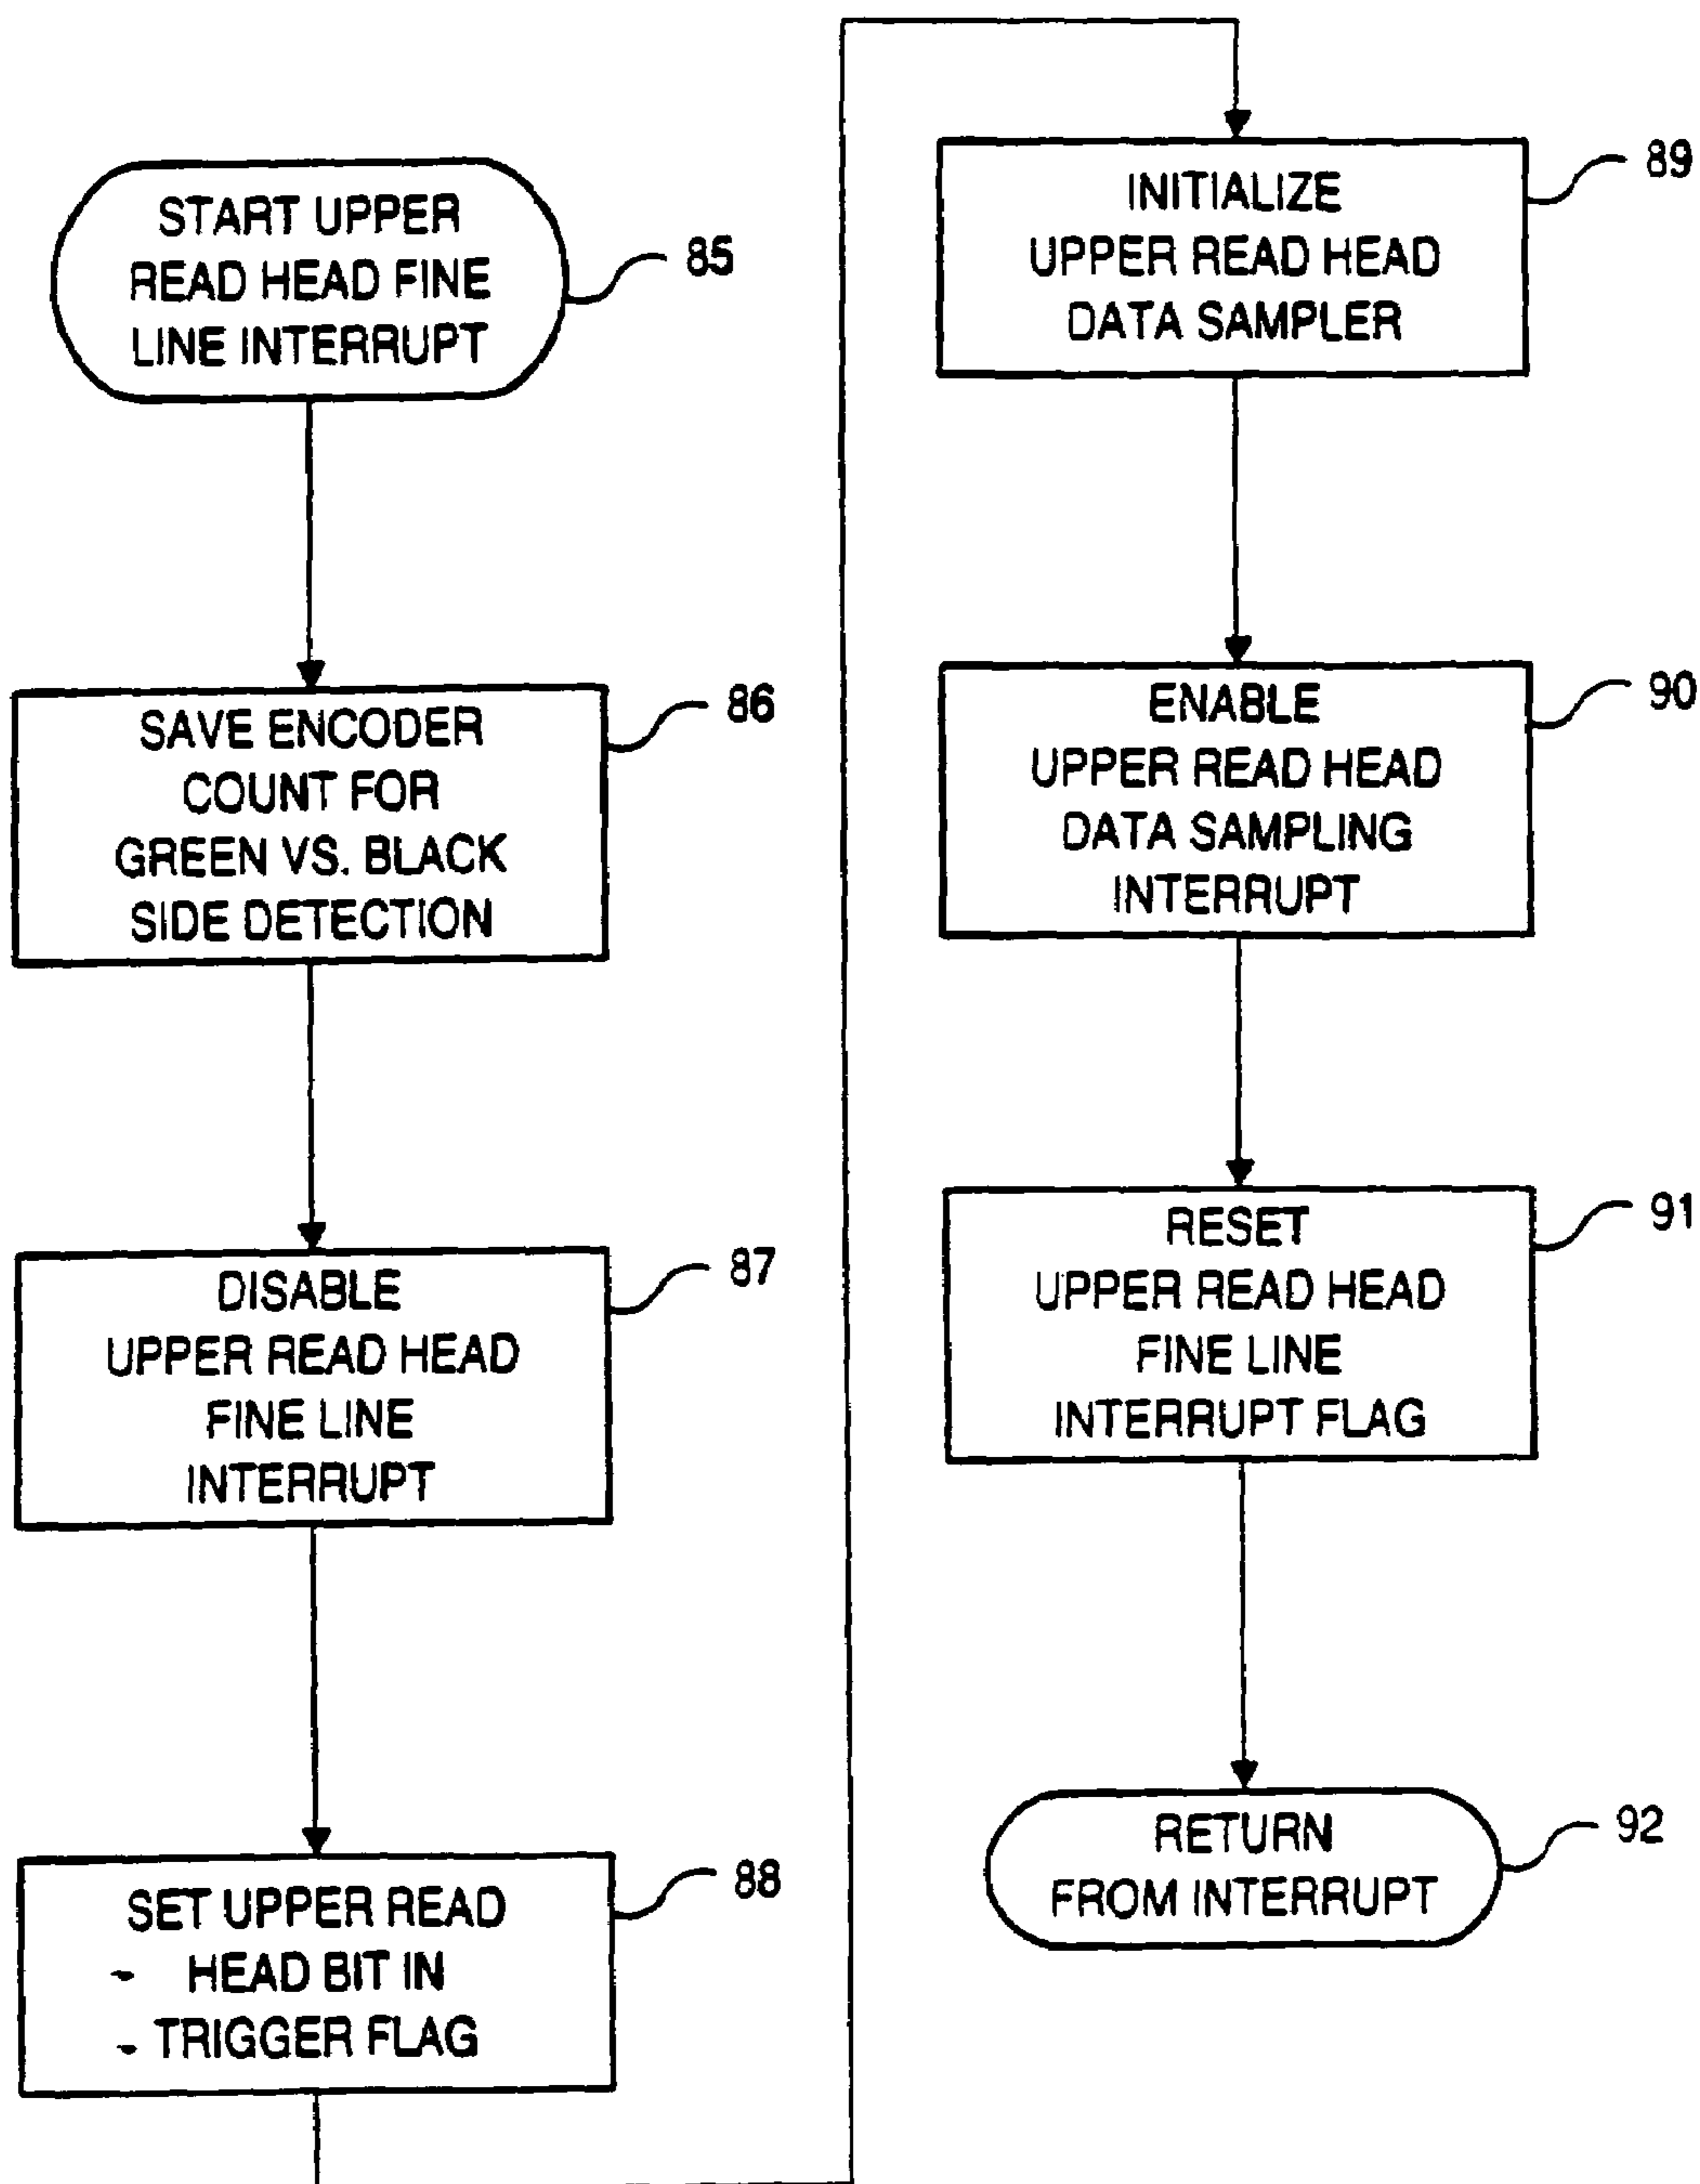 START UPPER
READ HEAD FINE
LINE INTERRUPT
85
SAVE ENCODER
COUNT FOR
GREEN VS. BLACK
SIDE DETECTION
86
DISABLE
UPPER READ HEAD
FINE LINE
INTERRUPT
87
SET UPPER READ
HEAD BIT IN
TRIGGER FLAG
88
INITIALIZE
UPPER READ HEAD
DATA SAMPLER
89
ENABLE
UPPER READ HEAD
DATA SAMPLING
INTERRUPT
90
RESET
UPPER READ HEAD
FINE LINE
INTERRUPT FLAG
91
RETURN
FROM INTERRUPT
92